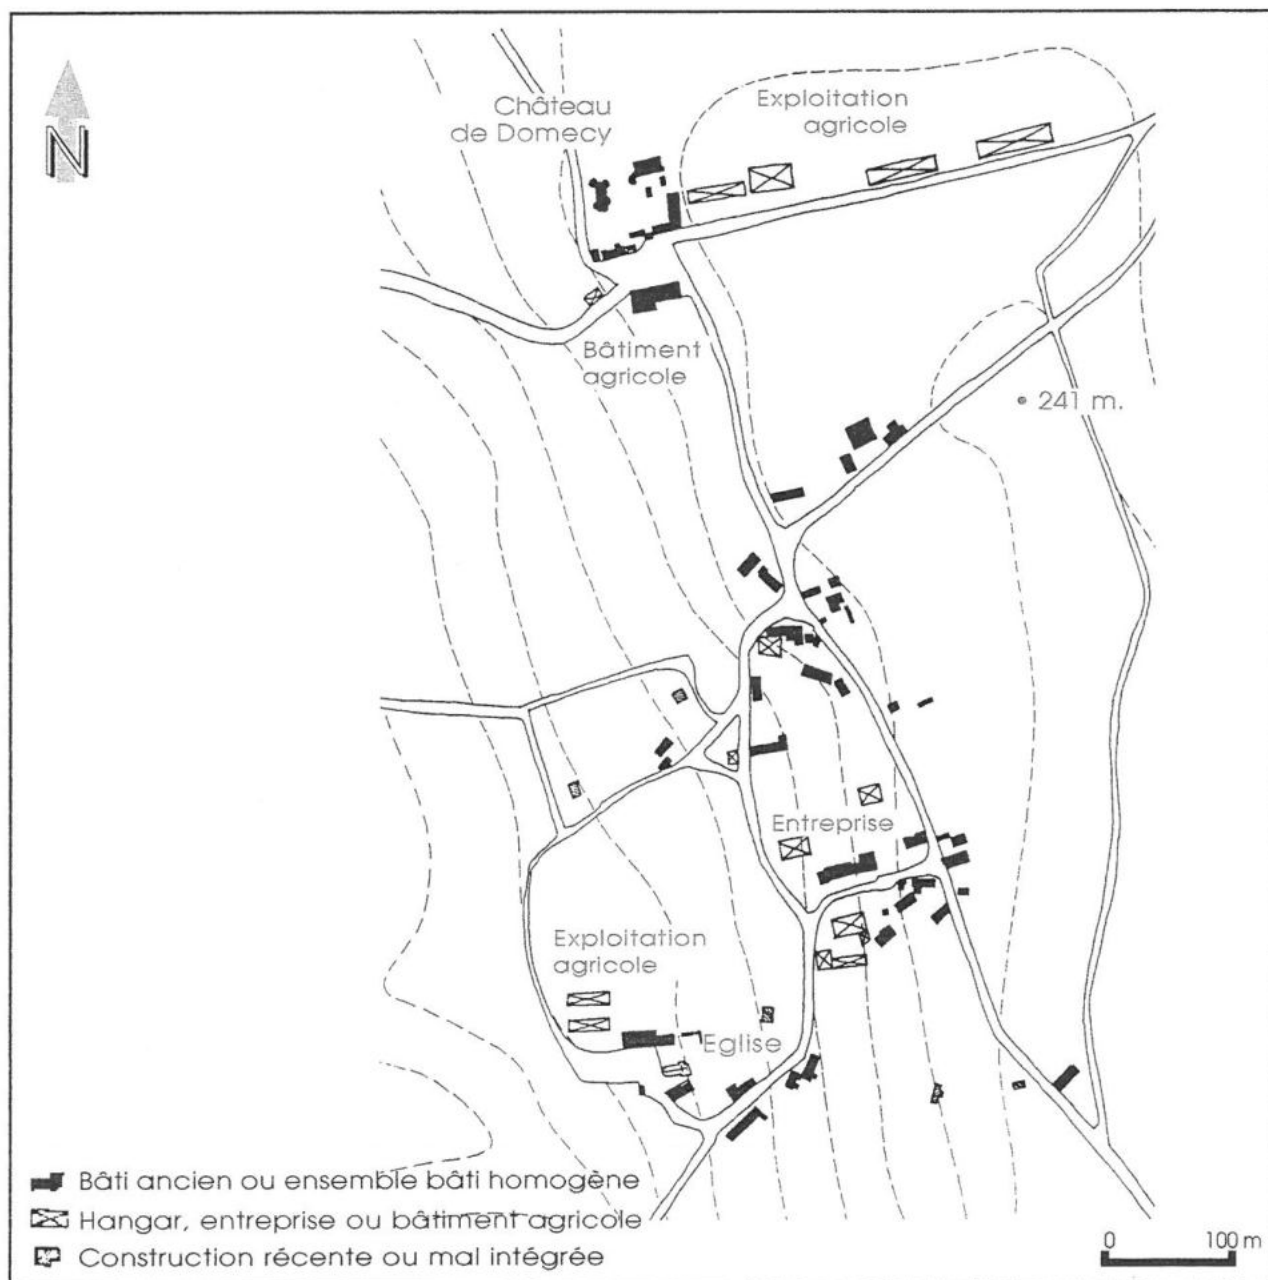 N
Château
de Domecy
Exploitation
agricole
Bâtiment
agricole
241 m.
Entreprise
Exploitation
agricole
Eglise
Bâti ancien ou ensemble bâti homogène
Hangar, entreprise ou bâtiment agricole
Construction récente ou mal intégrée
0 100 m